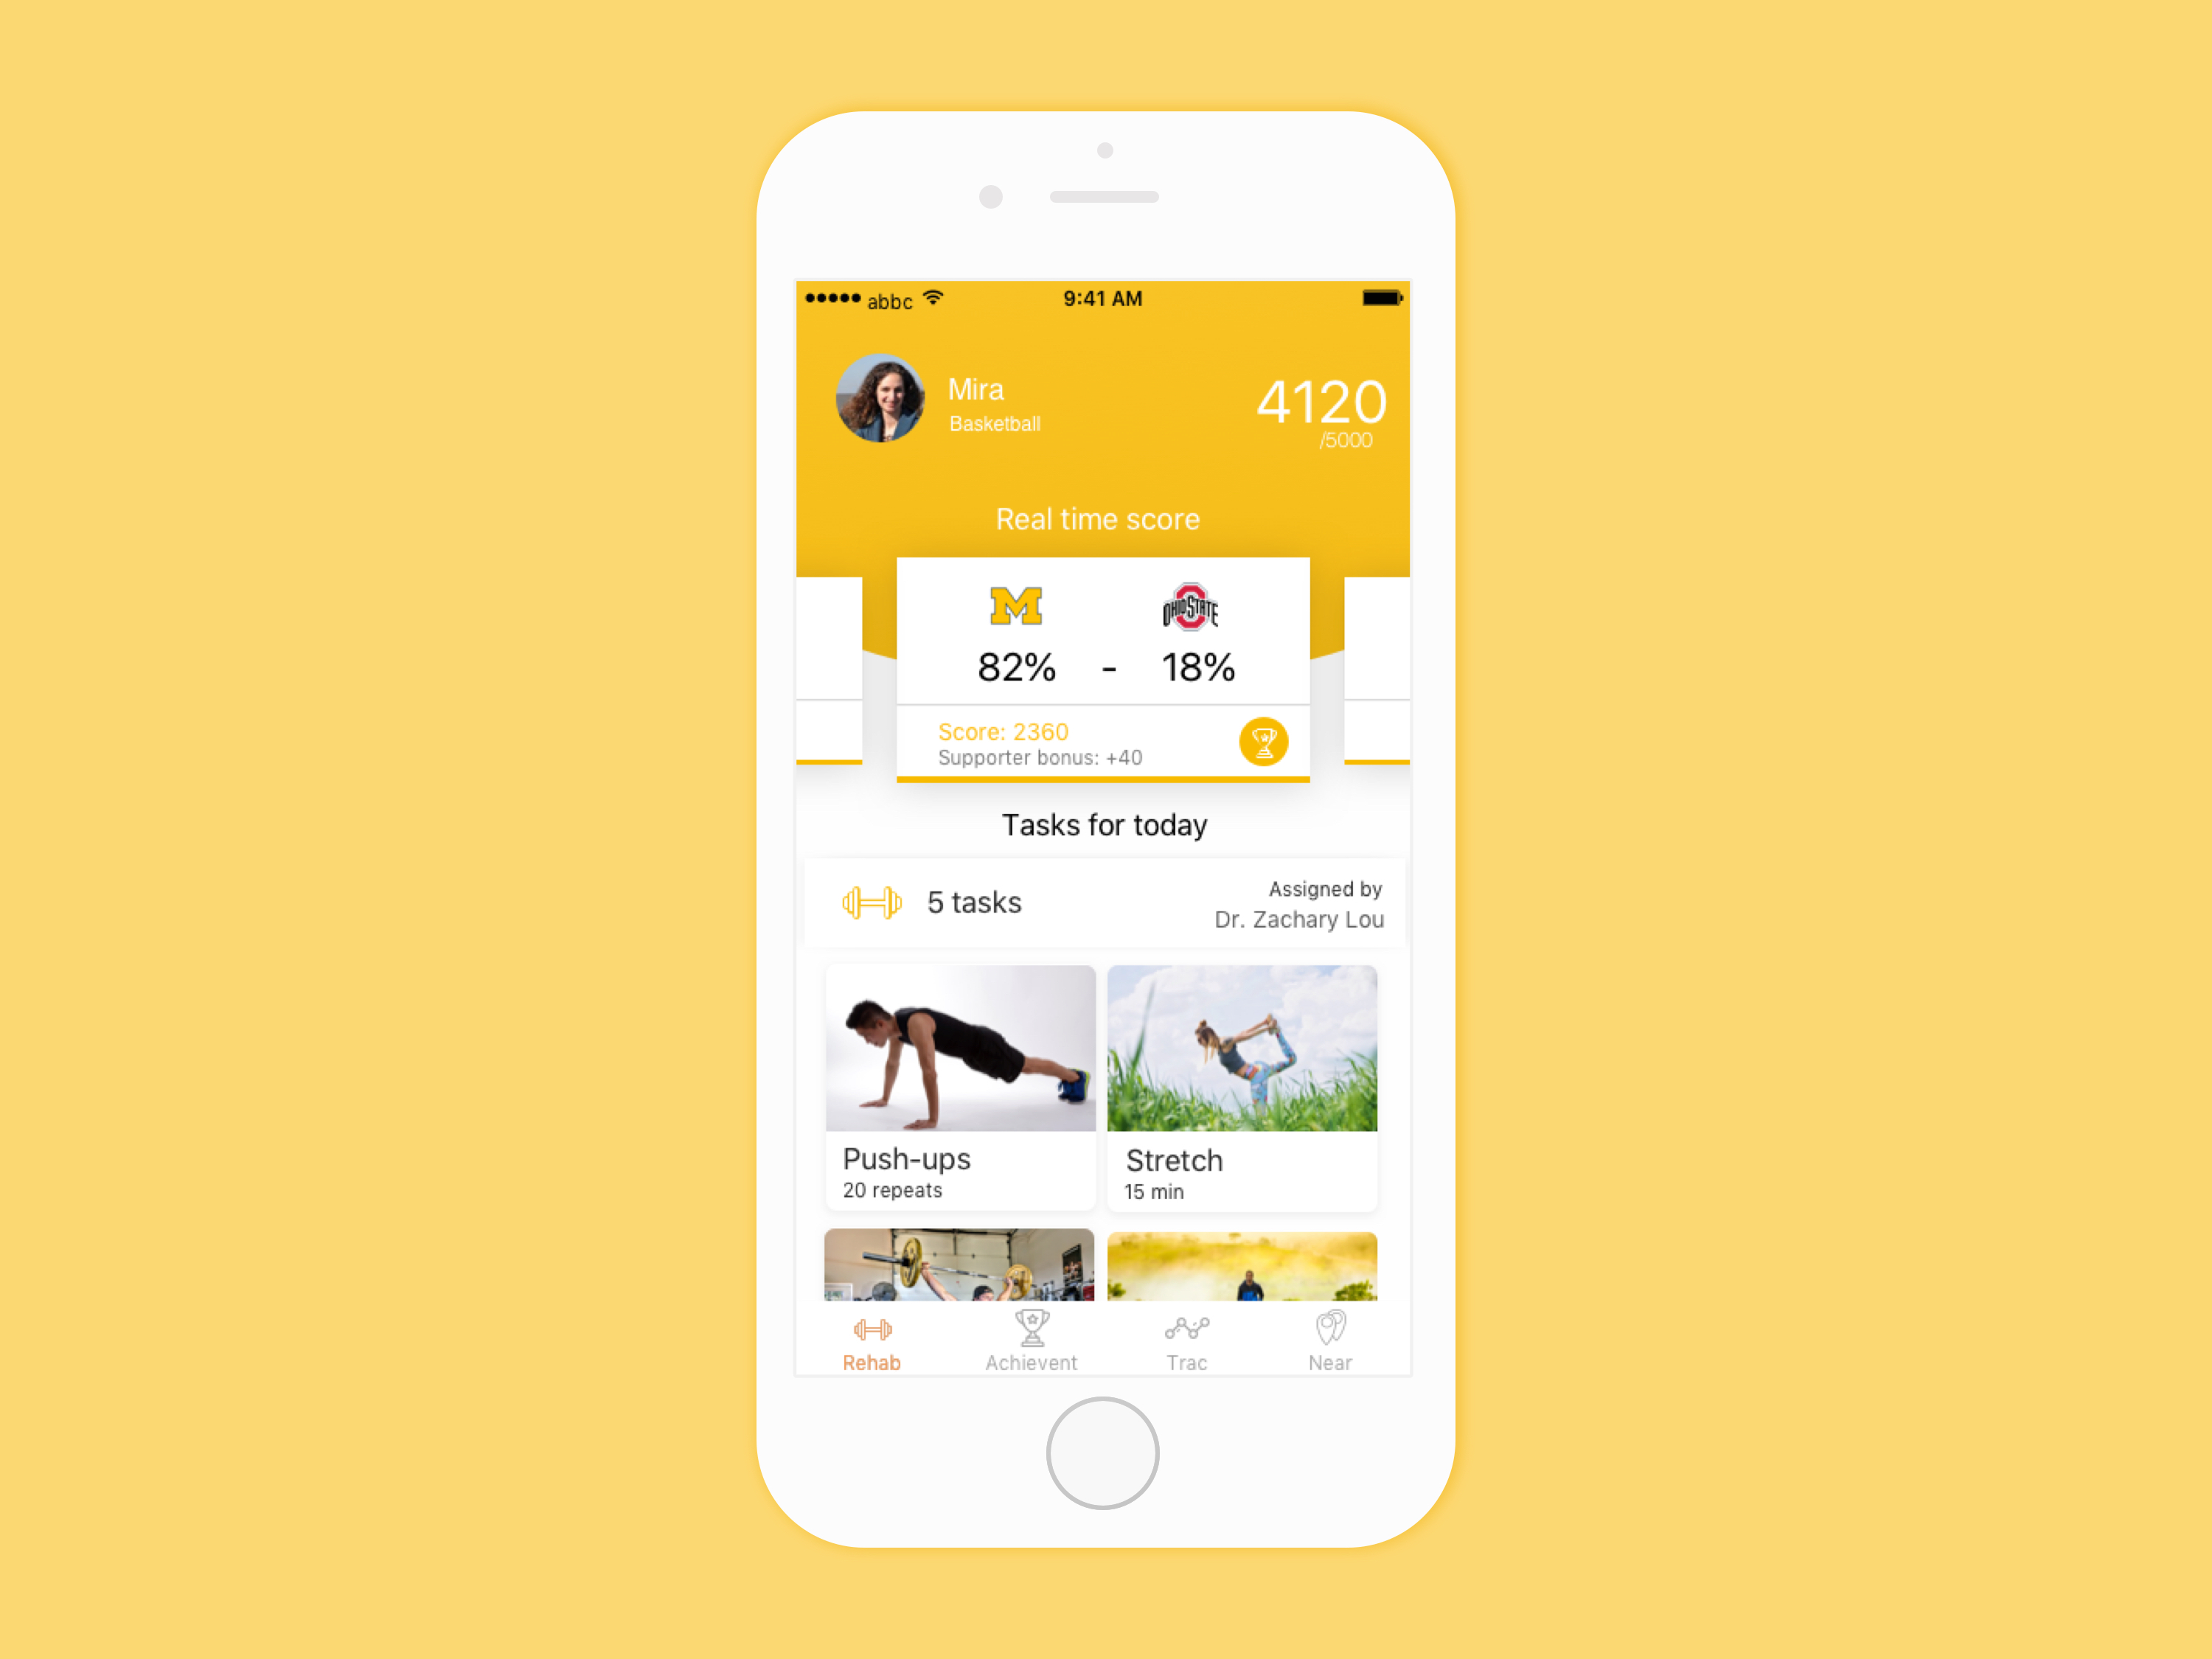 abbc
9:41 AM
Mira
Basketball
4120
/5000
Real time score
M
OHIO STATE
82% - 18%
Score: 2360
Supporter bonus: +40
Tasks for today
5 tasks
Assigned by
Dr. Zachary Lou
Push-ups
20 repeats
Stretch
15 min
Rehab
Achievent
Trac
Near